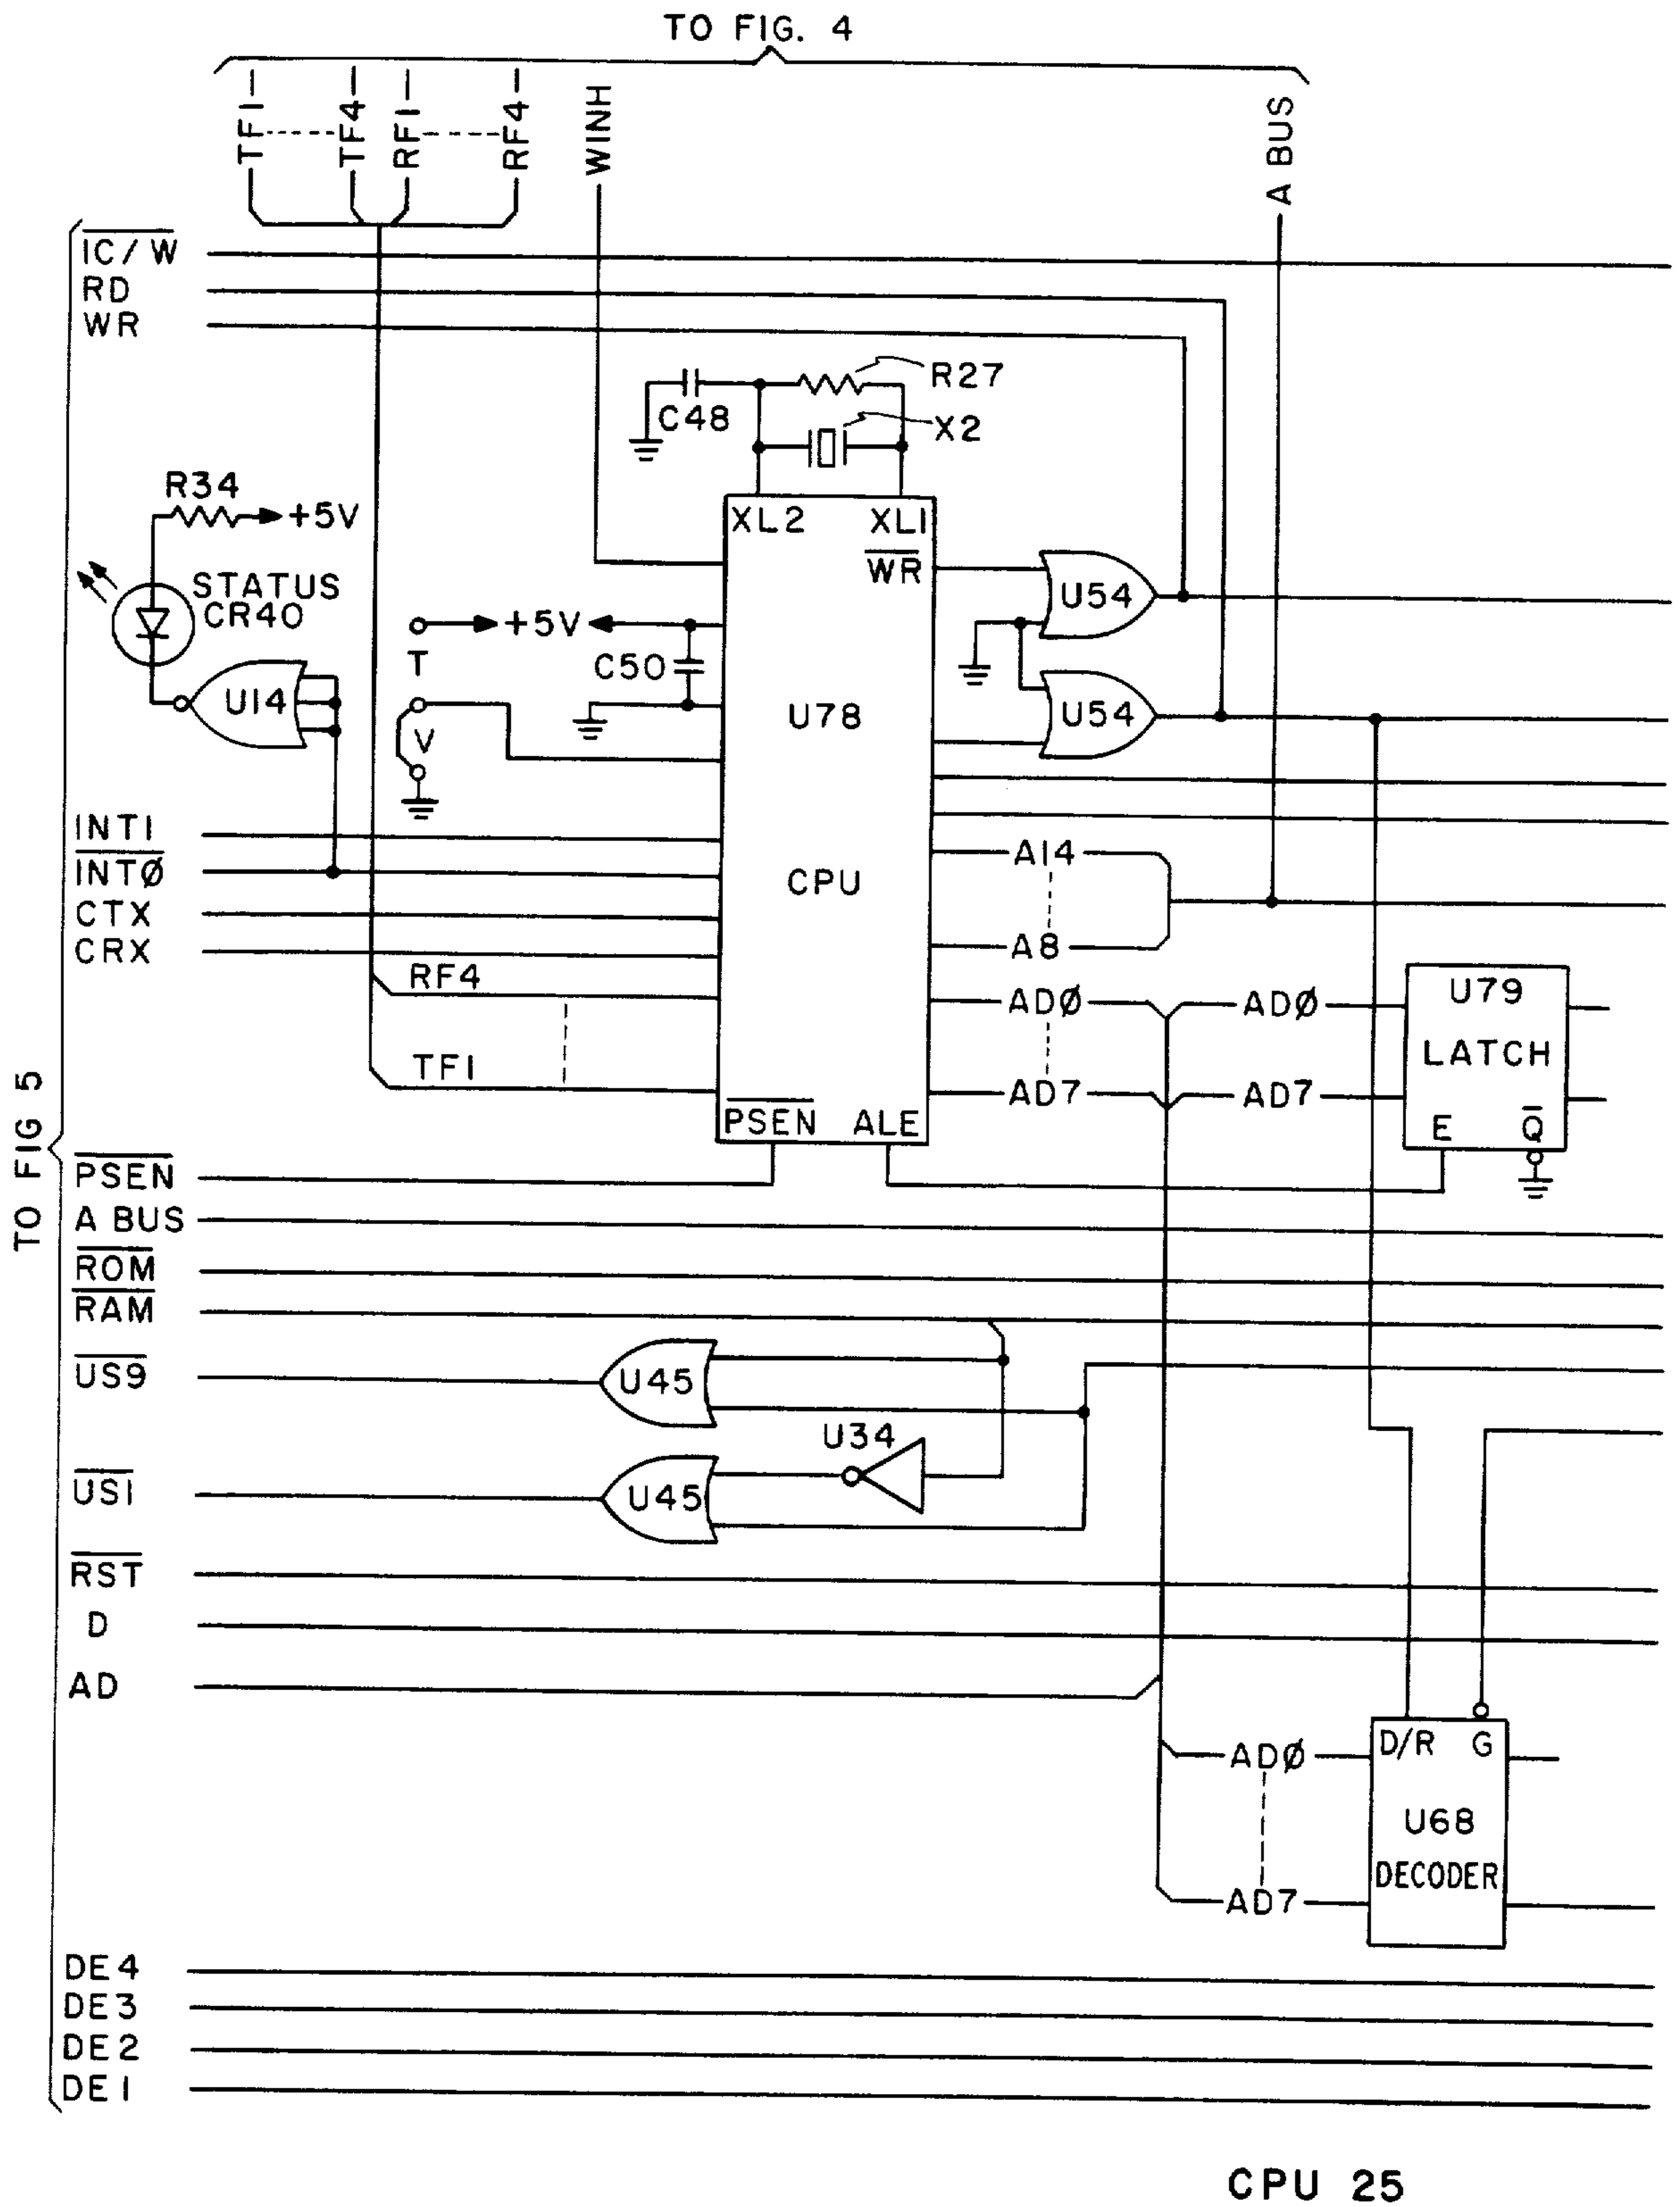 TO FIG. 4
TF1 TF4 RF1 RF4 WINH A BUS
IC/W
RD
WR
R27
C48
X2
R34
+5V
XL2 XL1
WR
STATUS
CR40
U54
+5V
T
C50
U14
U78
U54
V
INT1
INTØ
A14
CPU
CTX
A8
CRX
RF4
ADØ ADØ
U79
LATCH
TF1
AD7 AD7
PSEN ALE
E Q
TO FIG 5
PSEN
A BUS
ROM
RAM
US9
U45
U34
US1
U45
RST
D
AD
ADØ
D/R G
U68
DECODER
AD7
DE4
DE3
DE2
DE1
CPU 25